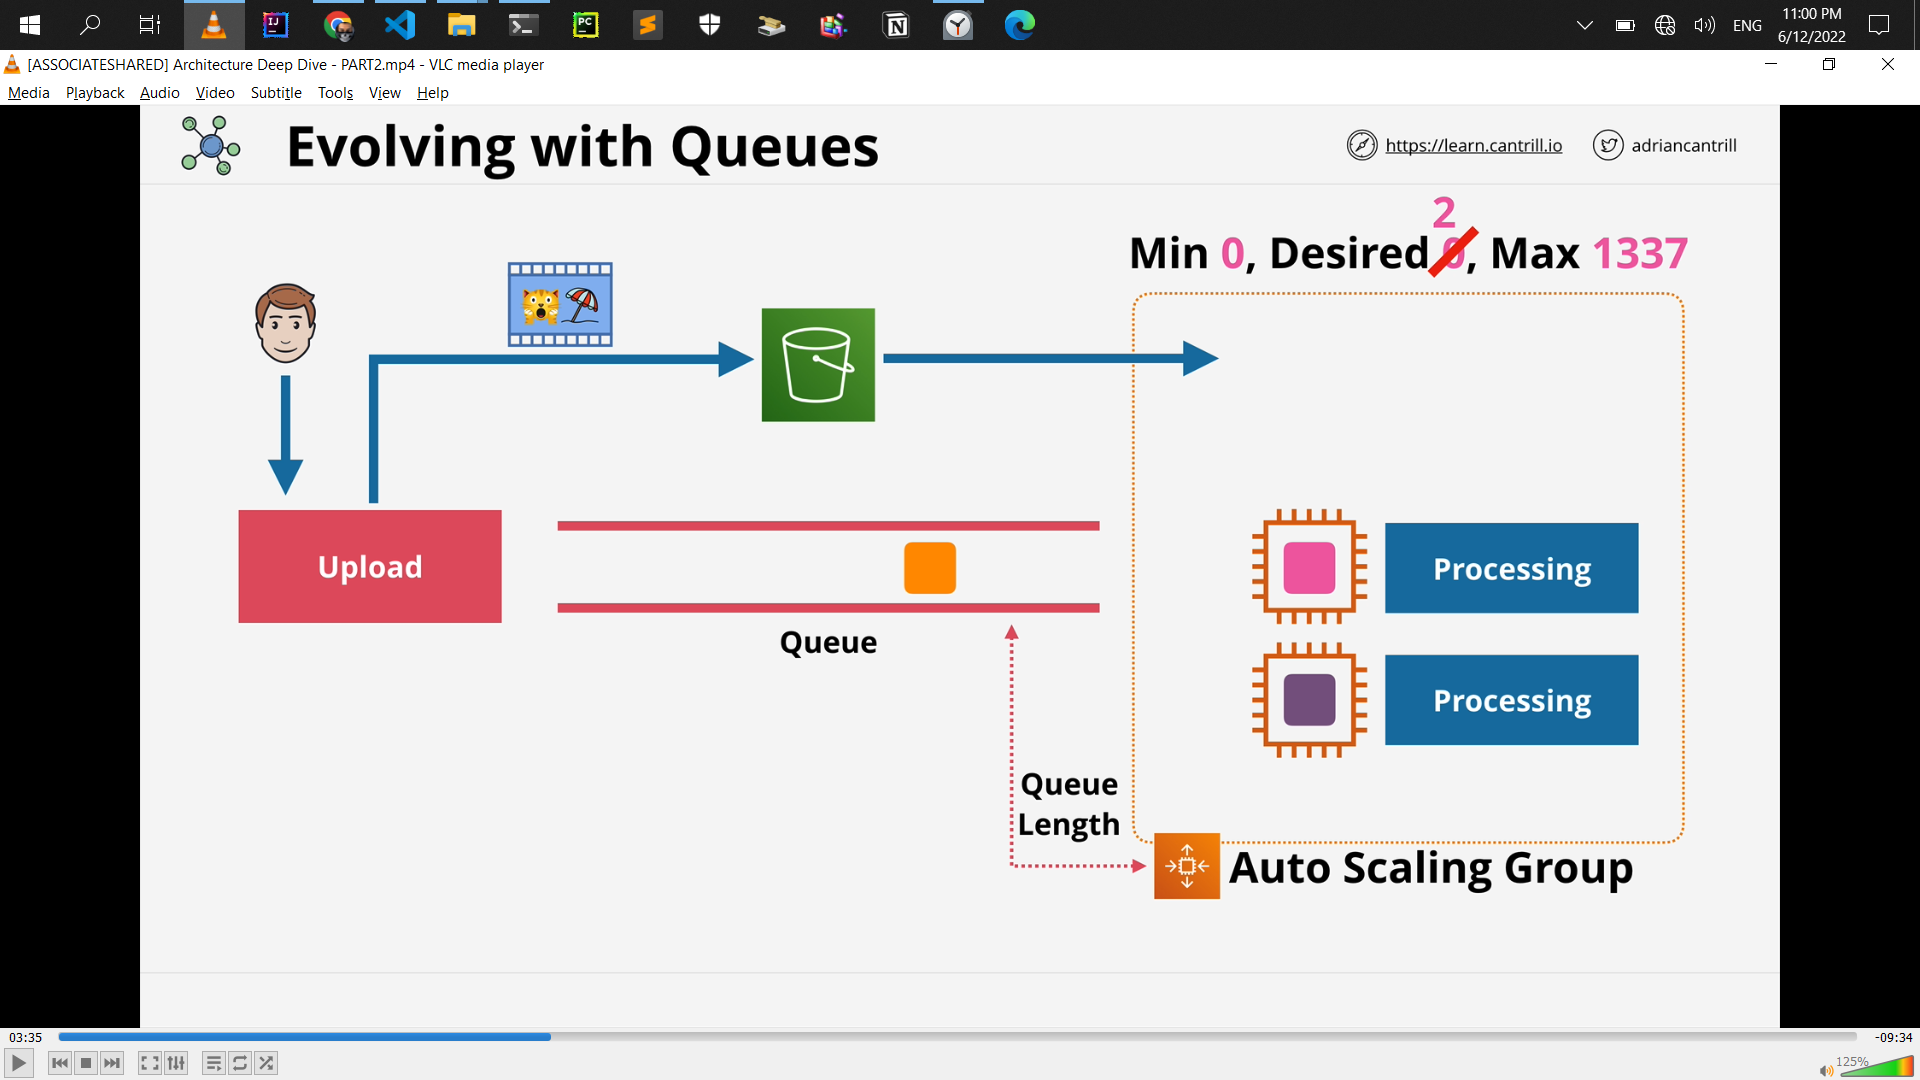 ENG
11:00 PM
6/12/2022
[ASSOCIATESHARED] Architecture Deep Dive - PART2.mp4 - VLC media player
Media Playback Audio Video Subtitle Tools View Help
Evolving with Queues
https://learn.cantrill.io
adriancantrill
2
Min 0, Desired 0, Max 1337
Upload
Queue
Processing
Processing
Queue
Length
Auto Scaling Group
03:35
-09:34
125%